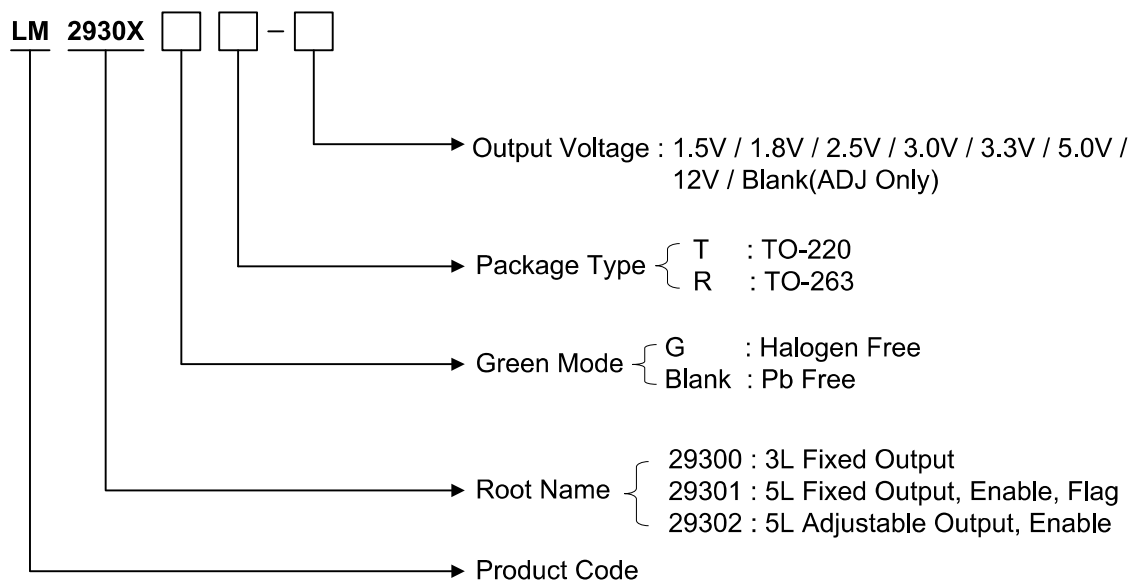 LM 2930X –
Output Voltage : 1.5V / 1.8V / 2.5V / 3.0V / 3.3V / 5.0V /
12V / Blank(ADJ Only)
Package Type T : TO-220
R : TO-263
Green Mode G : Halogen Free
Blank : Pb Free
29300 : 3L Fixed Output
Root Name 29301 : 5L Fixed Output, Enable, Flag
29302 : 5L Adjustable Output, Enable
Product Code